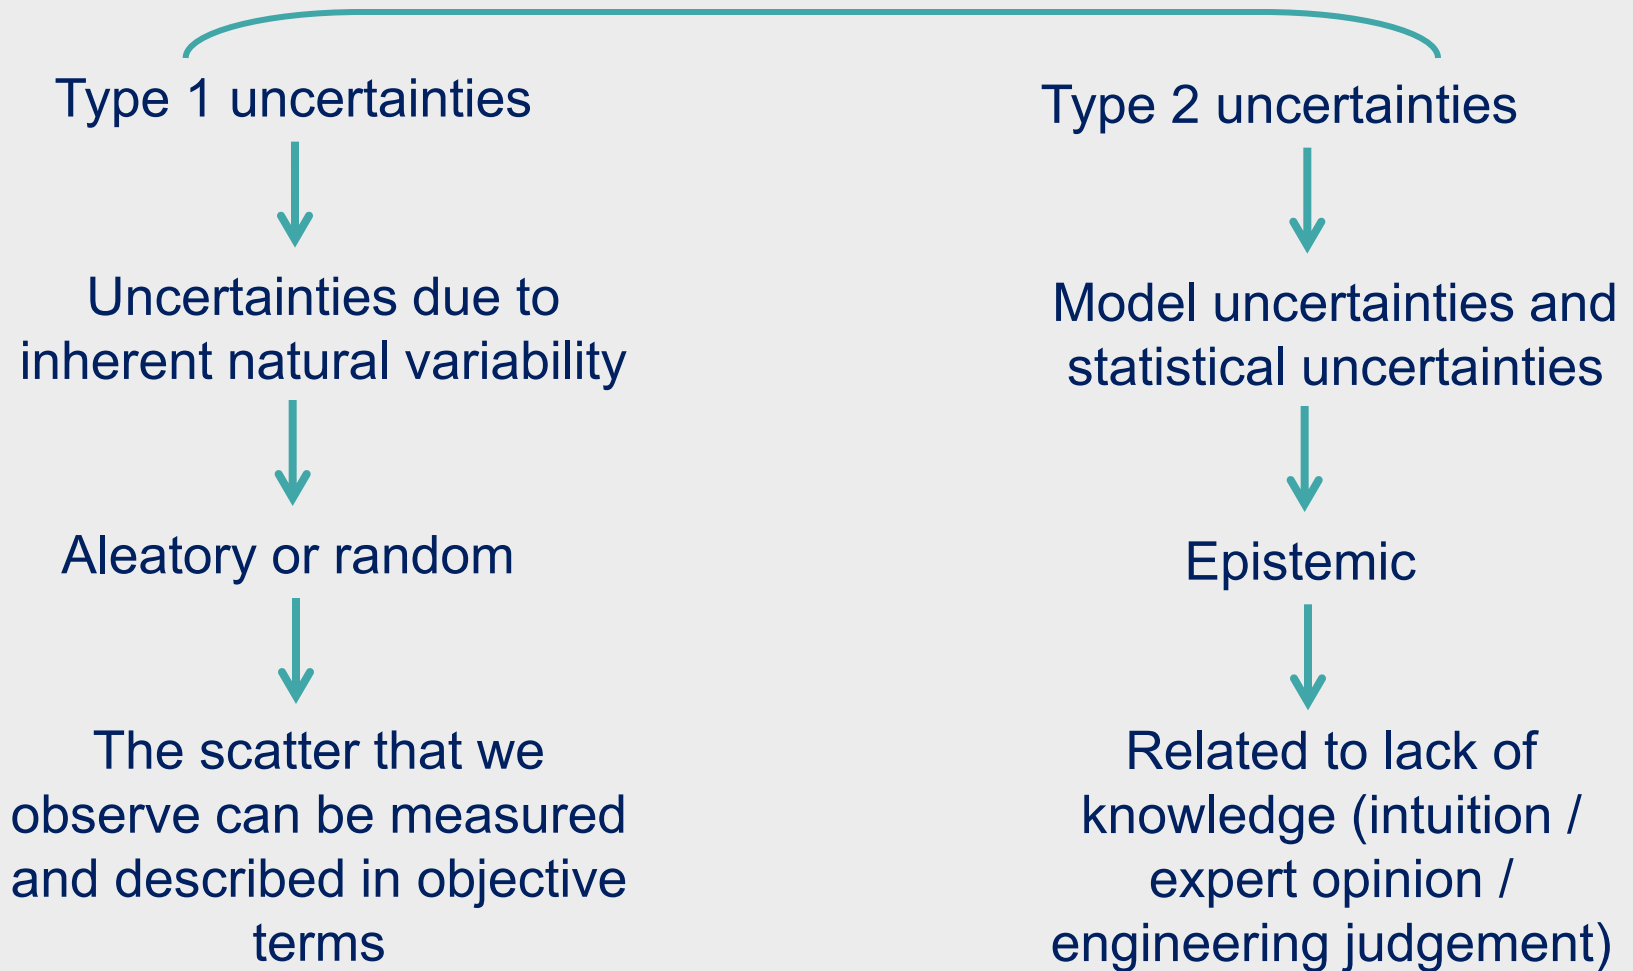 Type 1 uncertainties
Uncertainties due to
inherent natural variability
Aleatory or random
The scatter that we
observe can be measured
and described in objective
terms
Type 2 uncertainties
Model uncertainties and
statistical uncertainties
Epistemic
Related to lack of
knowledge (intuition /
expert opinion /
engineering judgement)